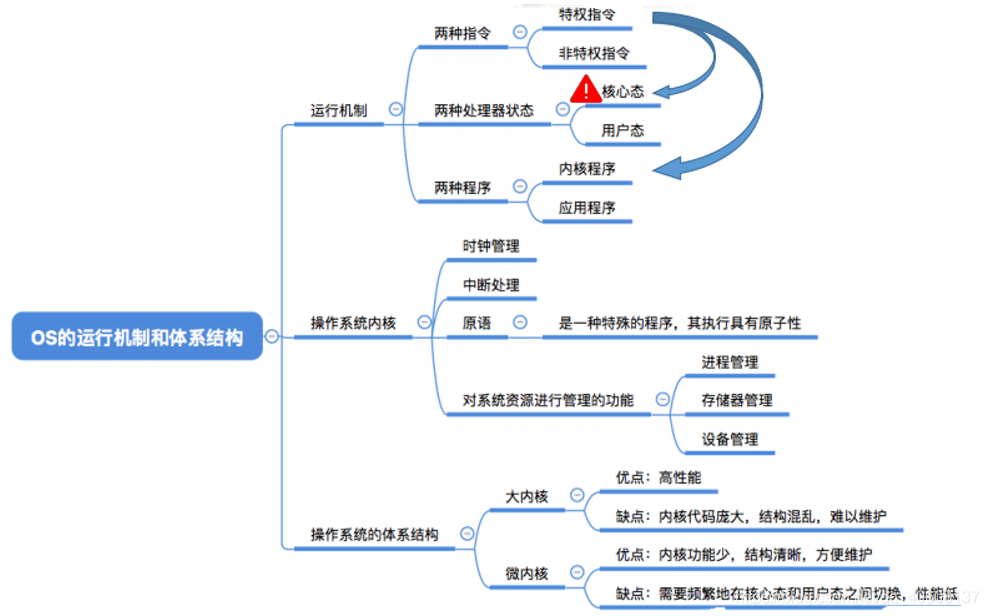 特权指令
两种指令
非特权指令
核心态
运行机制
两种处理器状态
用户态
内核程序
两种程序
应用程序
时钟管理
中断处理
OS的运行机制和体系结构
操作系统内核
原语
是一种特殊的程序，其执行具有原子性
进程管理
对系统资源进行管理的功能
存储器管理
设备管理
优点：高性能
大内核
缺点：内核代码庞大，结构混乱，难以维护
操作系统的体系结构
优点：内核功能少，结构清晰，方便维护
微内核
缺点：需要频繁地在核心态和用户态之间切换，性能低